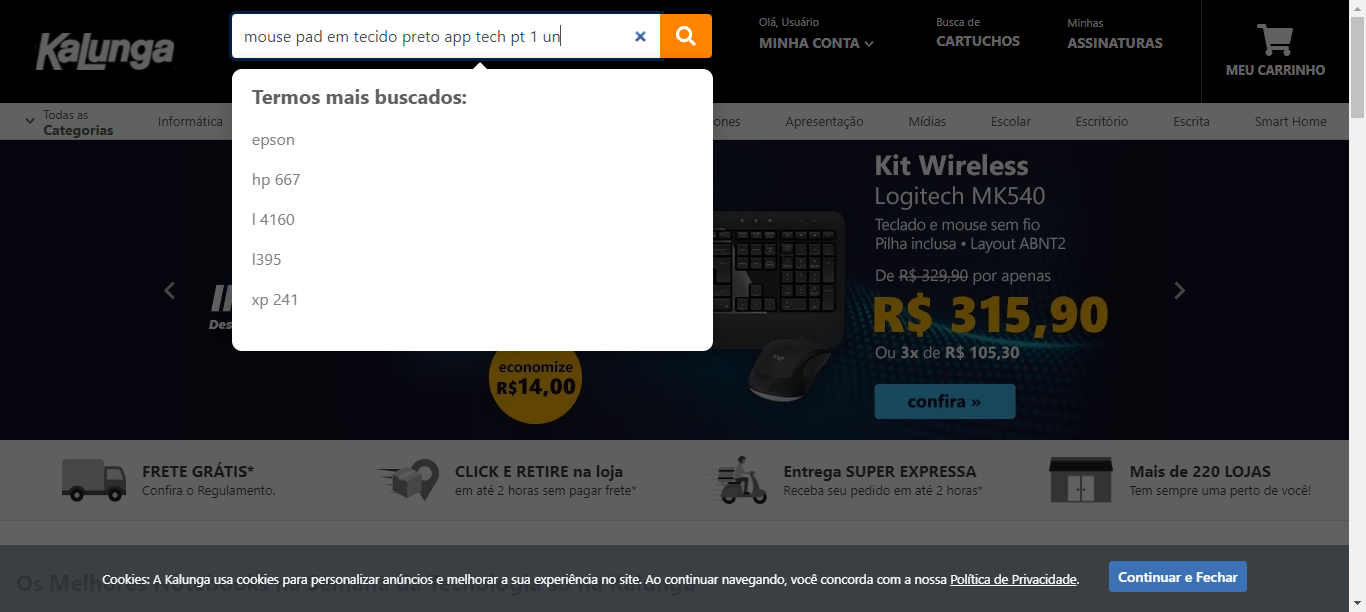 Kalunga
mouse pad em tecido preto app tech pt 1 un
Olá, Usuário
MINHA CONTA
Busca de
CARTUCHOS
Minhas
ASSINATURAS
MEU CARRINHO
Termos mais buscados:
epson
hp 667
l 4160
l395
xp 241
Todas as
Categorias
Informática
Apresentação
Mídias
Escolar
Escritório
Escrita
Smart Home
Kit Wireless
Logitech MK540
Teclado e mouse sem fio
Pilha inclusa • Layout ABNT2
De R$ 329,90 por apenas
R$ 315,90
Ou 3x de R$ 105,30
confira »
economize
R$14,00
FRETE GRÁTIS*
Confira o Regulamento.
CLICK E RETIRE na loja
em até 2 horas sem pagar frete*
Entrega SUPER EXPRESSA
Receba seu pedido em até 2 horas*
Mais de 220 LOJAS
Tem sempre uma perto de você!
Cookies: A Kalunga usa cookies para personalizar anúncios e melhorar a sua experiência no site. Ao continuar navegando, você concorda com a nossa Política de Privacidade.
Continuar e Fechar